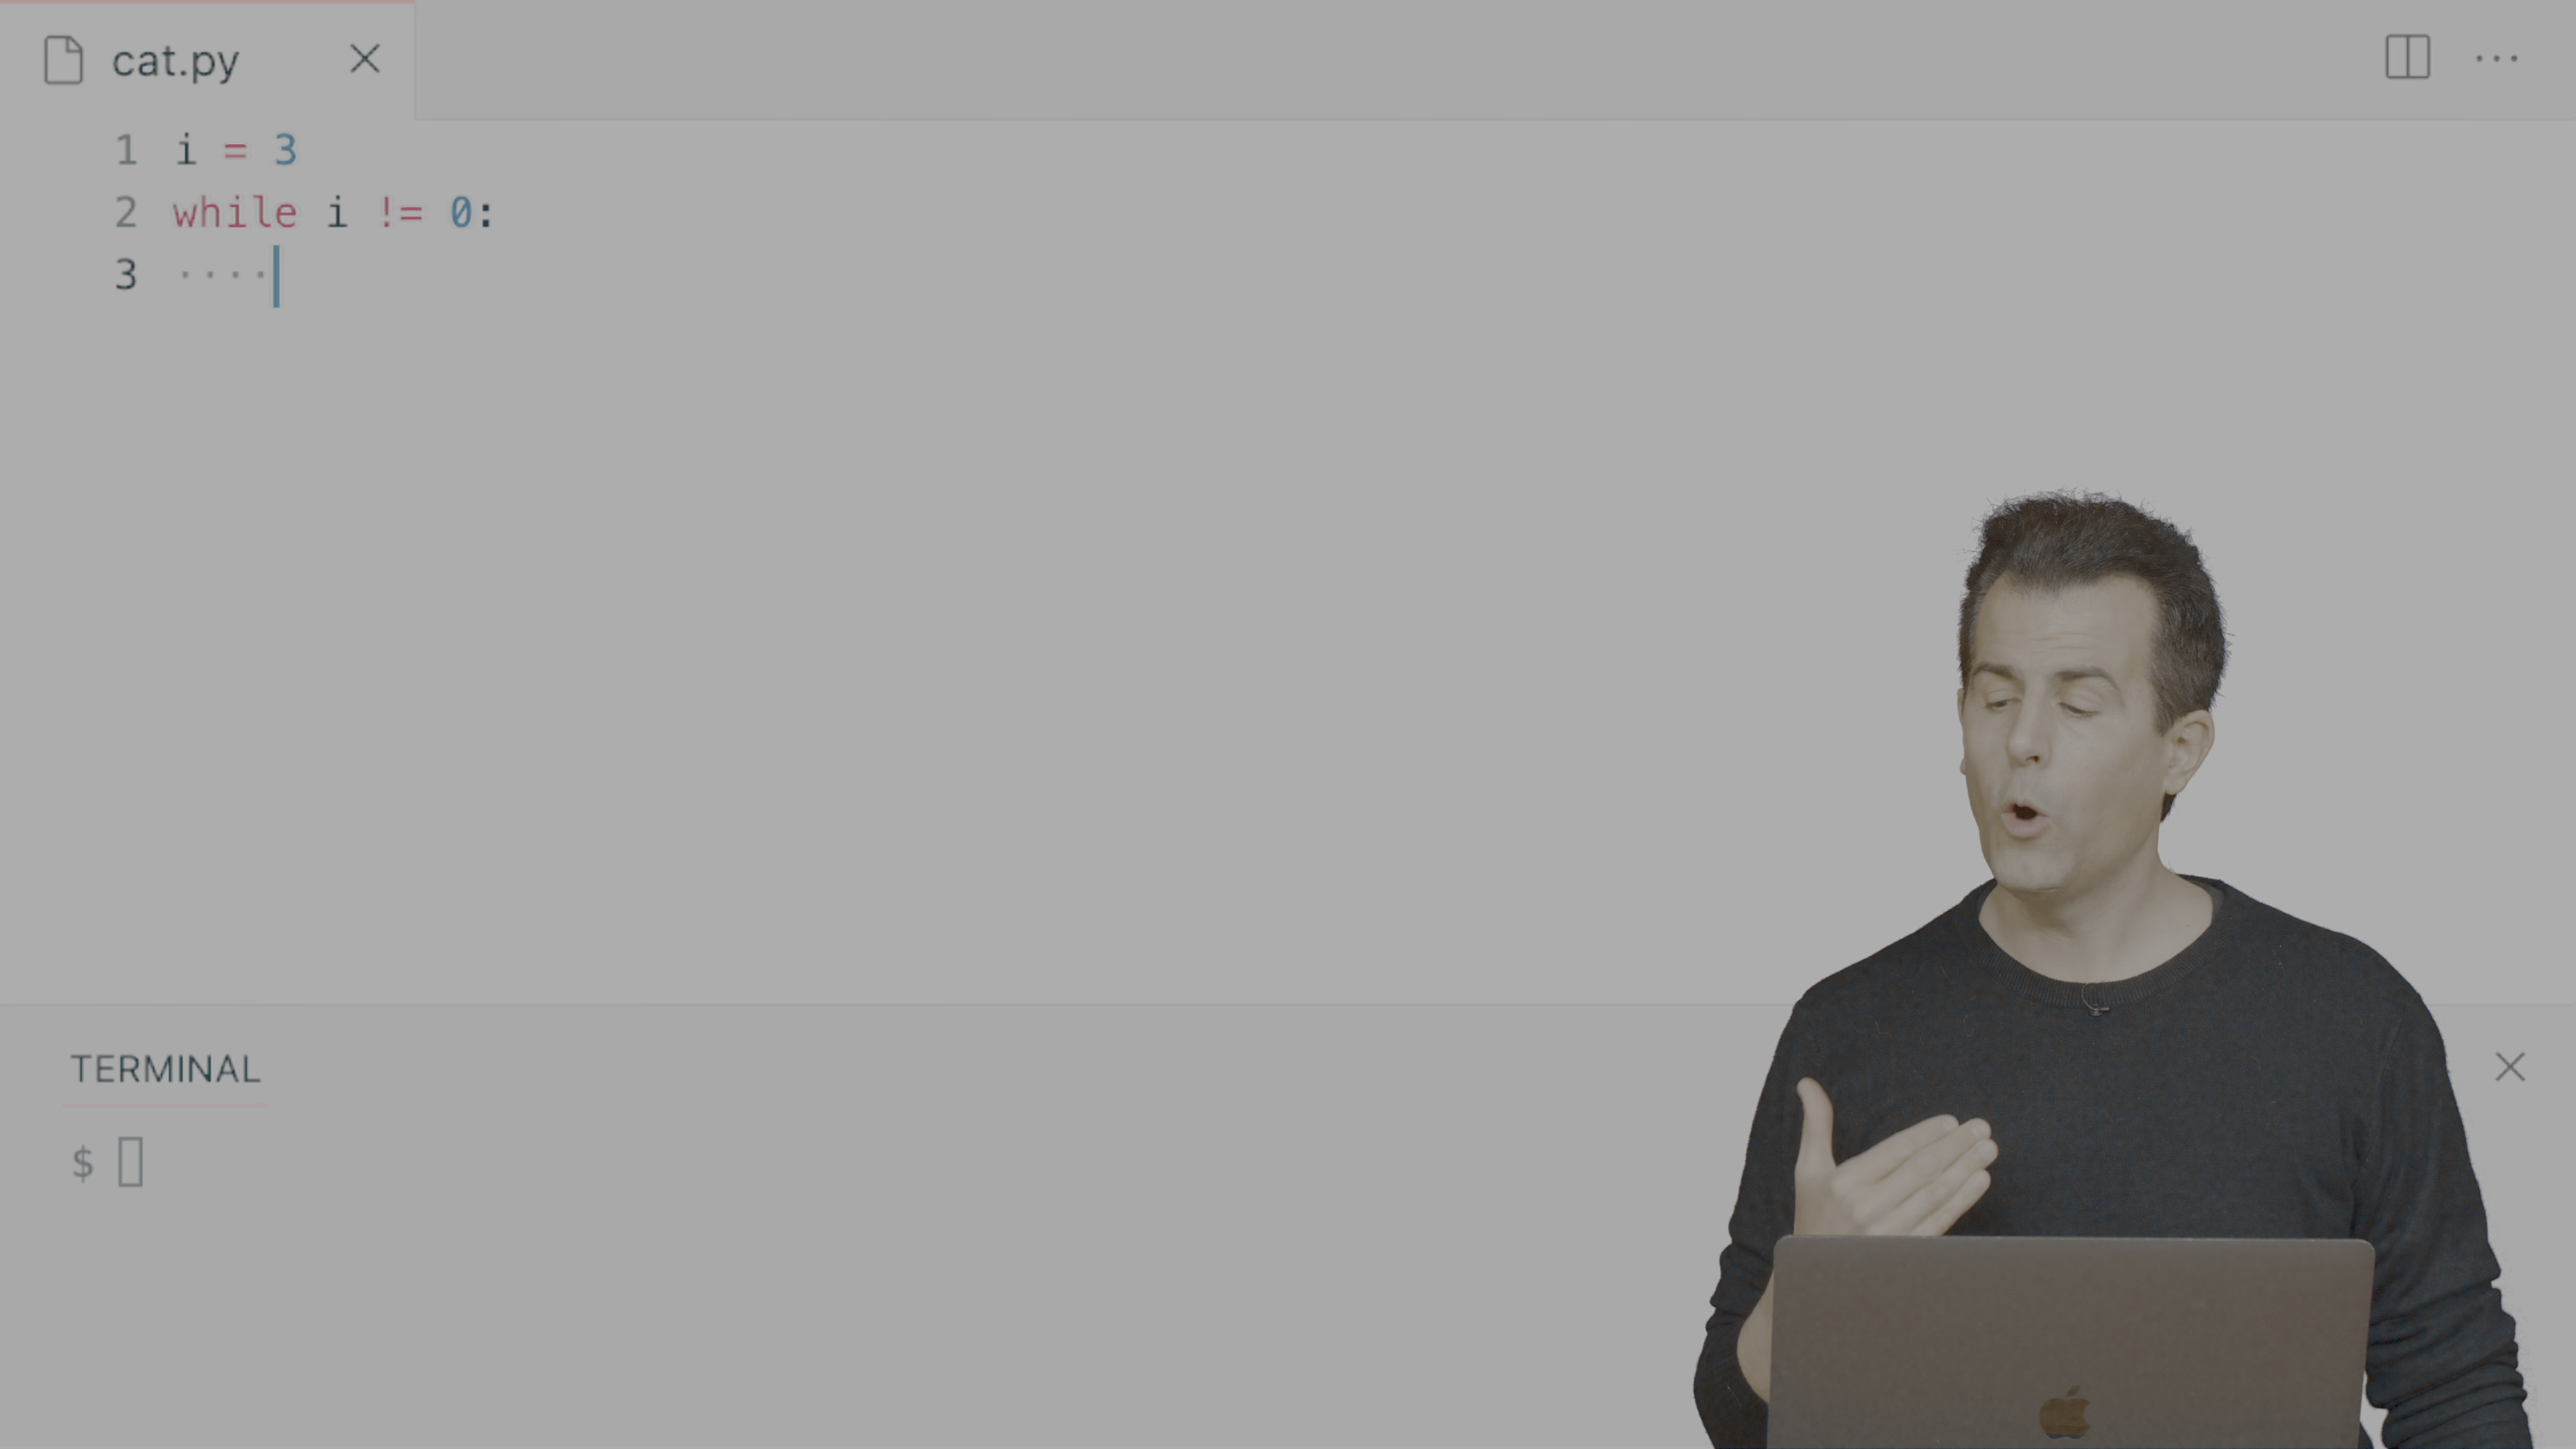 cat.py
1 i = 3
2 while i != 0:
3 ····
TERMINAL
$